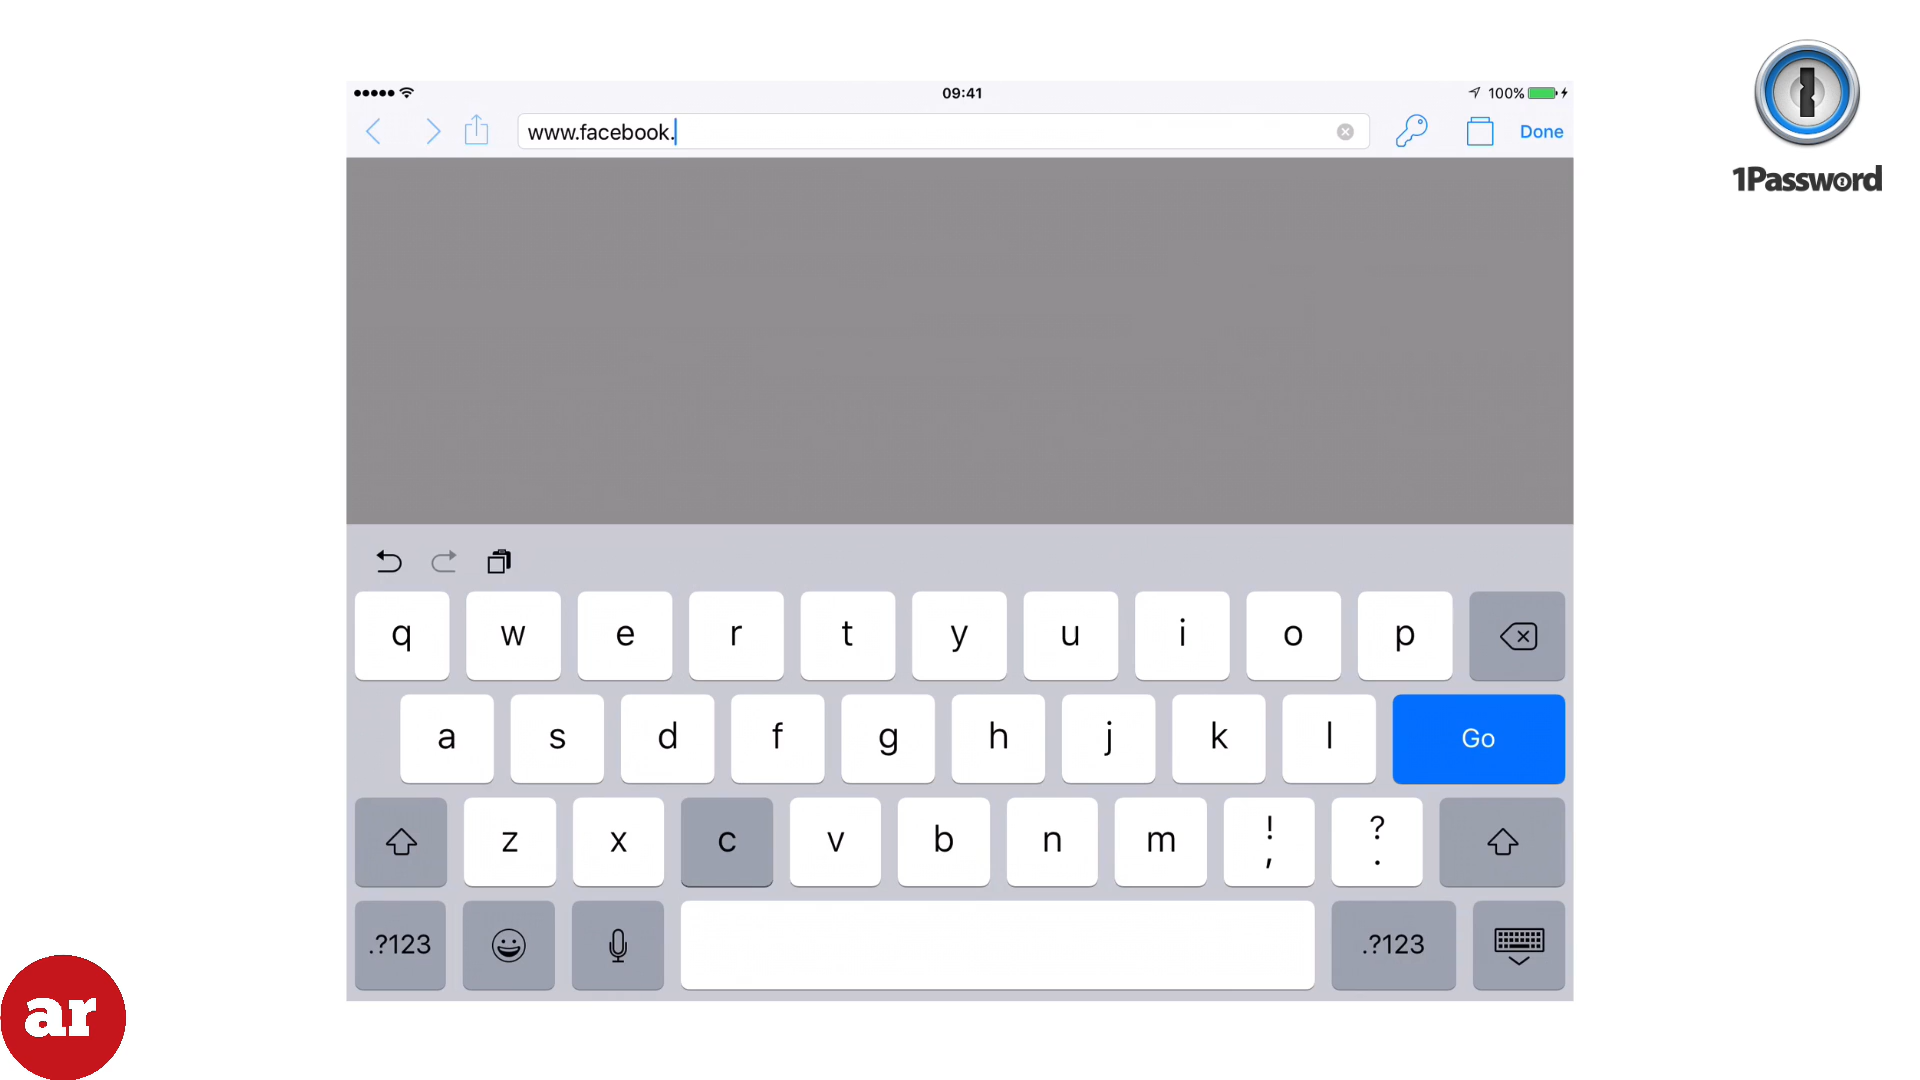 09:41
100%
www.facebook.
Done
1Password
q w e r t y u i o p
a s d f g h j k l Go
z x c v b n m ! , ? .
.?123 .?123
ar